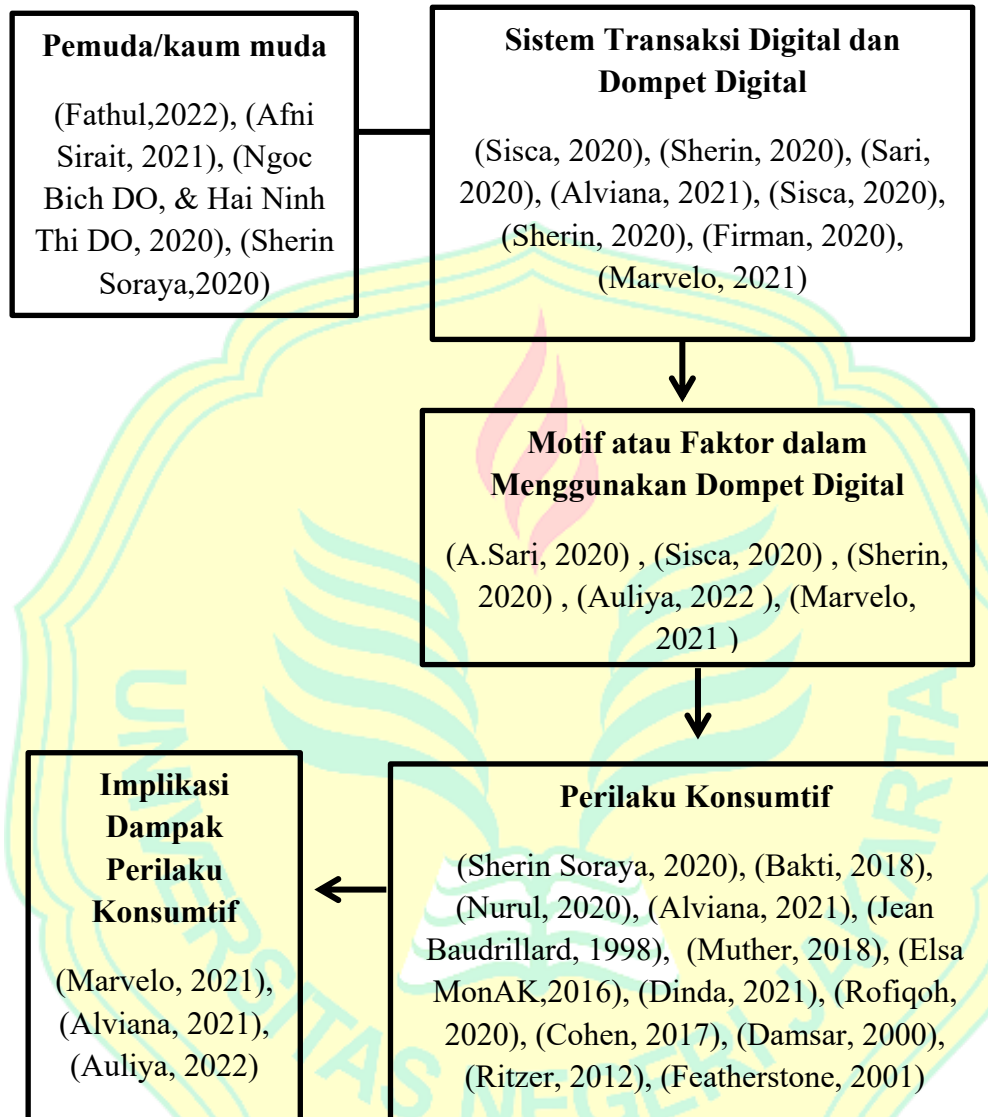 Pemuda/kaum muda
(Fathul,2022), (Afni
Sirait, 2021), (Ngoc
Bich DO, & Hai Ninh
Thi DO, 2020), (Sherin
Soraya,2020)
Sistem Transaksi Digital dan
Dompet Digital
(Sisca, 2020), (Sherin, 2020), (Sari,
2020), (Alviana, 2021), (Sisca, 2020),
(Sherin, 2020), (Firman, 2020),
(Marvelo, 2021)
Motif atau Faktor dalam
Menggunakan Dompet Digital
(A.Sari, 2020) , (Sisca, 2020) , (Sherin,
2020) , (Auliya, 2022 ), (Marvelo,
2021 )
Perilaku Konsumtif
(Sherin Soraya, 2020), (Bakti, 2018),
(Nurul, 2020), (Alviana, 2021), (Jean
Baudrillard, 1998),  (Muther, 2018), (Elsa
MonAK,2016), (Dinda, 2021), (Rofiqoh,
2020), (Cohen, 2017), (Damsar, 2000),
(Ritzer, 2012), (Featherstone, 2001)
Implikasi
Dampak
Perilaku
Konsumtif
(Marvelo, 2021),
(Alviana, 2021),
(Auliya, 2022)
UNIVERSITAS NEGERI JAKARTA